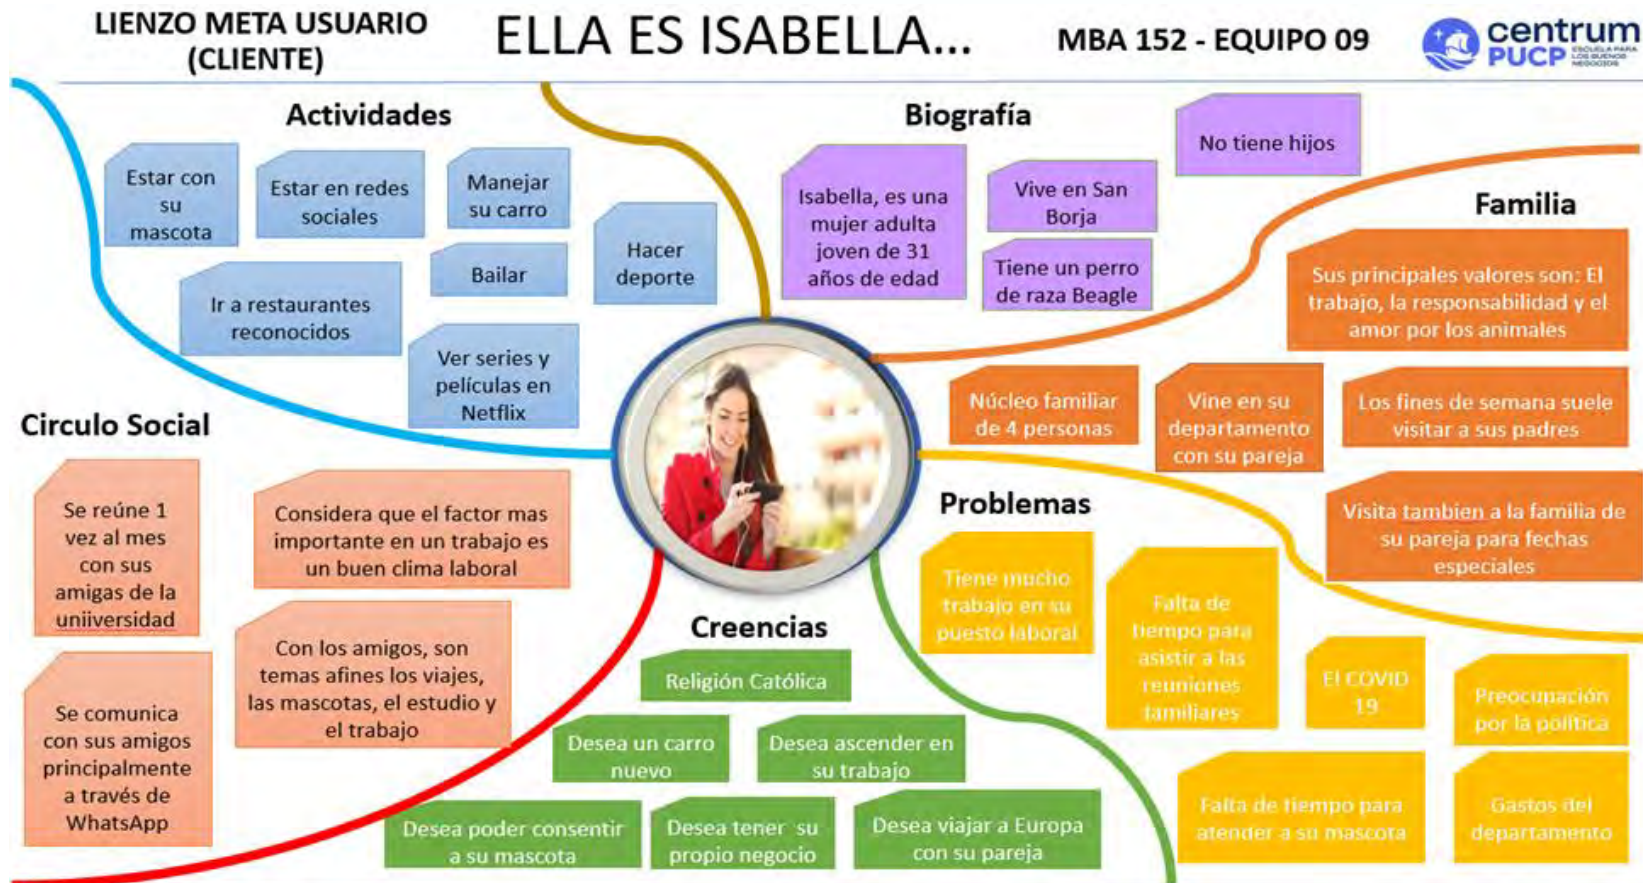 LIENZO META USUARIO
(CLIENTE)
ELLA ES ISABELLA...
MBA 152 - EQUIPO 09
centrum
PUCP
ESCUELA PARA
LOS BUENOS
NEGOCIOS
Actividades
Estar con
su
mascota
Estar en redes
sociales
Manejar
su carro
Bailar
Hacer
deporte
Ir a restaurantes
reconocidos
Ver series y
películas en
Netflix
Biografía
Isabella, es una
mujer adulta
joven de 31
años de edad
Vive en San
Borja
Tiene un perro
de raza Beagle
No tiene hijos
Familia
Sus principales valores son: El
trabajo, la responsabilidad y el
amor por los animales
Núcleo familiar
de 4 personas
Vine en su
departamento
con su pareja
Los fines de semana suele
visitar a sus padres
Visita tambien a la familia de
su pareja para fechas
especiales
Circulo Social
Se reúne 1
vez al mes
con sus
amigas de la
uniiversidad
Considera que el factor mas
importante en un trabajo es
un buen clima laboral
Con los amigos, son
temas afines los viajes,
las mascotas, el estudio y
el trabajo
Se comunica
con sus amigos
principalmente
a través de
WhatsApp
Creencias
Religión Católica
Desea un carro
nuevo
Desea ascender en
su trabajo
Desea poder consentir
a su mascota
Desea tener su
propio negocio
Desea viajar a Europa
con su pareja
Problemas
Tiene mucho
trabajo en su
puesto laboral
Falta de
tiempo para
asistir a las
reuniones
familiares
El COVID
19
Preocupación
por la política
Falta de tiempo para
atender a su mascota
Gastos del
departamento